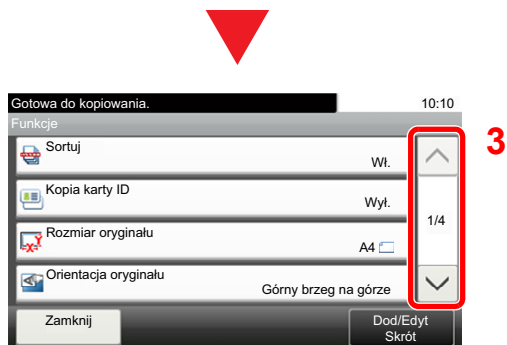 Gotowa do kopiowania. 10:10
Funkcje
Sortuj
Wł.
Kopia karty ID
Wył.
Rozmiar oryginału
A4
Orientacja oryginału
Górny brzeg na górze
1/4
3
Zamknij
Dod/Edyt
Skrót